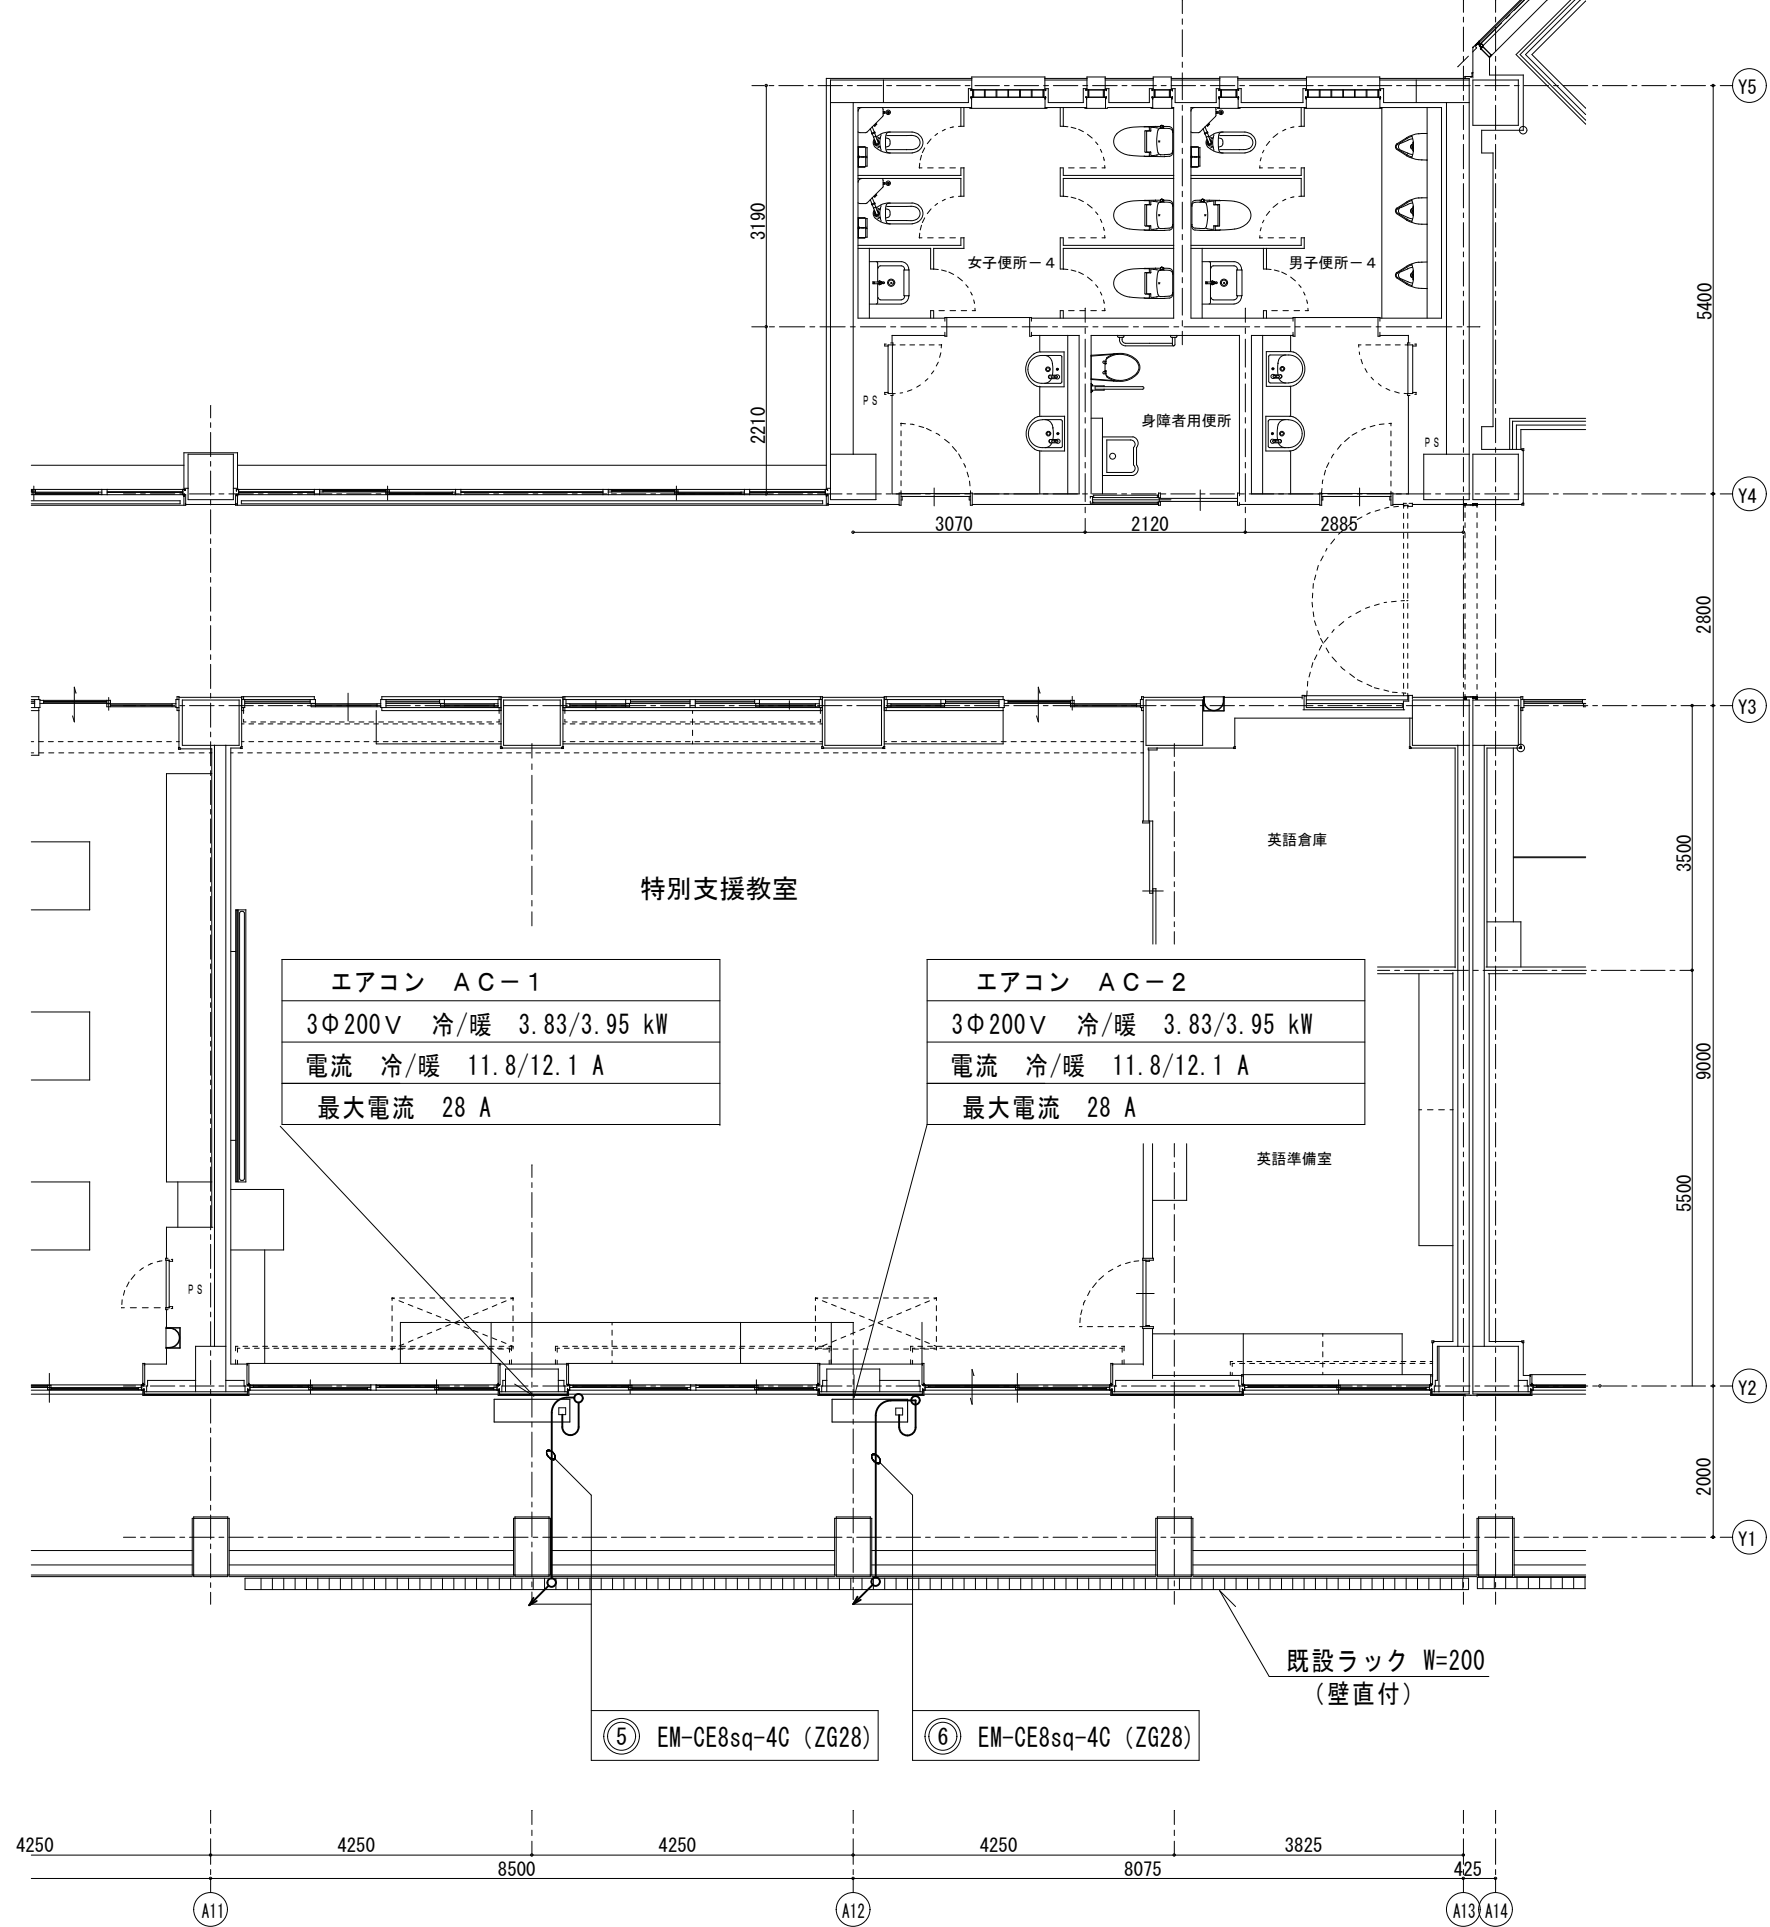 Y5
3190
女子便所－4
男子便所－4
5400
2210
PS
身障者用便所
PS
Y4
3070
2120
2885
2800
Y3
英語倉庫
3500
特別支援教室
エアコン　ＡＣ－１
3Φ200Ｖ　冷/暖　3.83/3.95 kW
電流　冷/暖　11.8/12.1 A
最大電流　28 A
エアコン　ＡＣ－２
3Φ200Ｖ　冷/暖　3.83/3.95 kW
電流　冷/暖　11.8/12.1 A
最大電流　28 A
9000
英語準備室
5500
PS
Y2
2000
Y1
既設ラック W=200
（壁直付）
⑤ EM-CE8sq-4C (ZG28)
⑥ EM-CE8sq-4C (ZG28)
4250
4250
4250
4250
3825
8500
8075
425
A11
A12
A13
A14